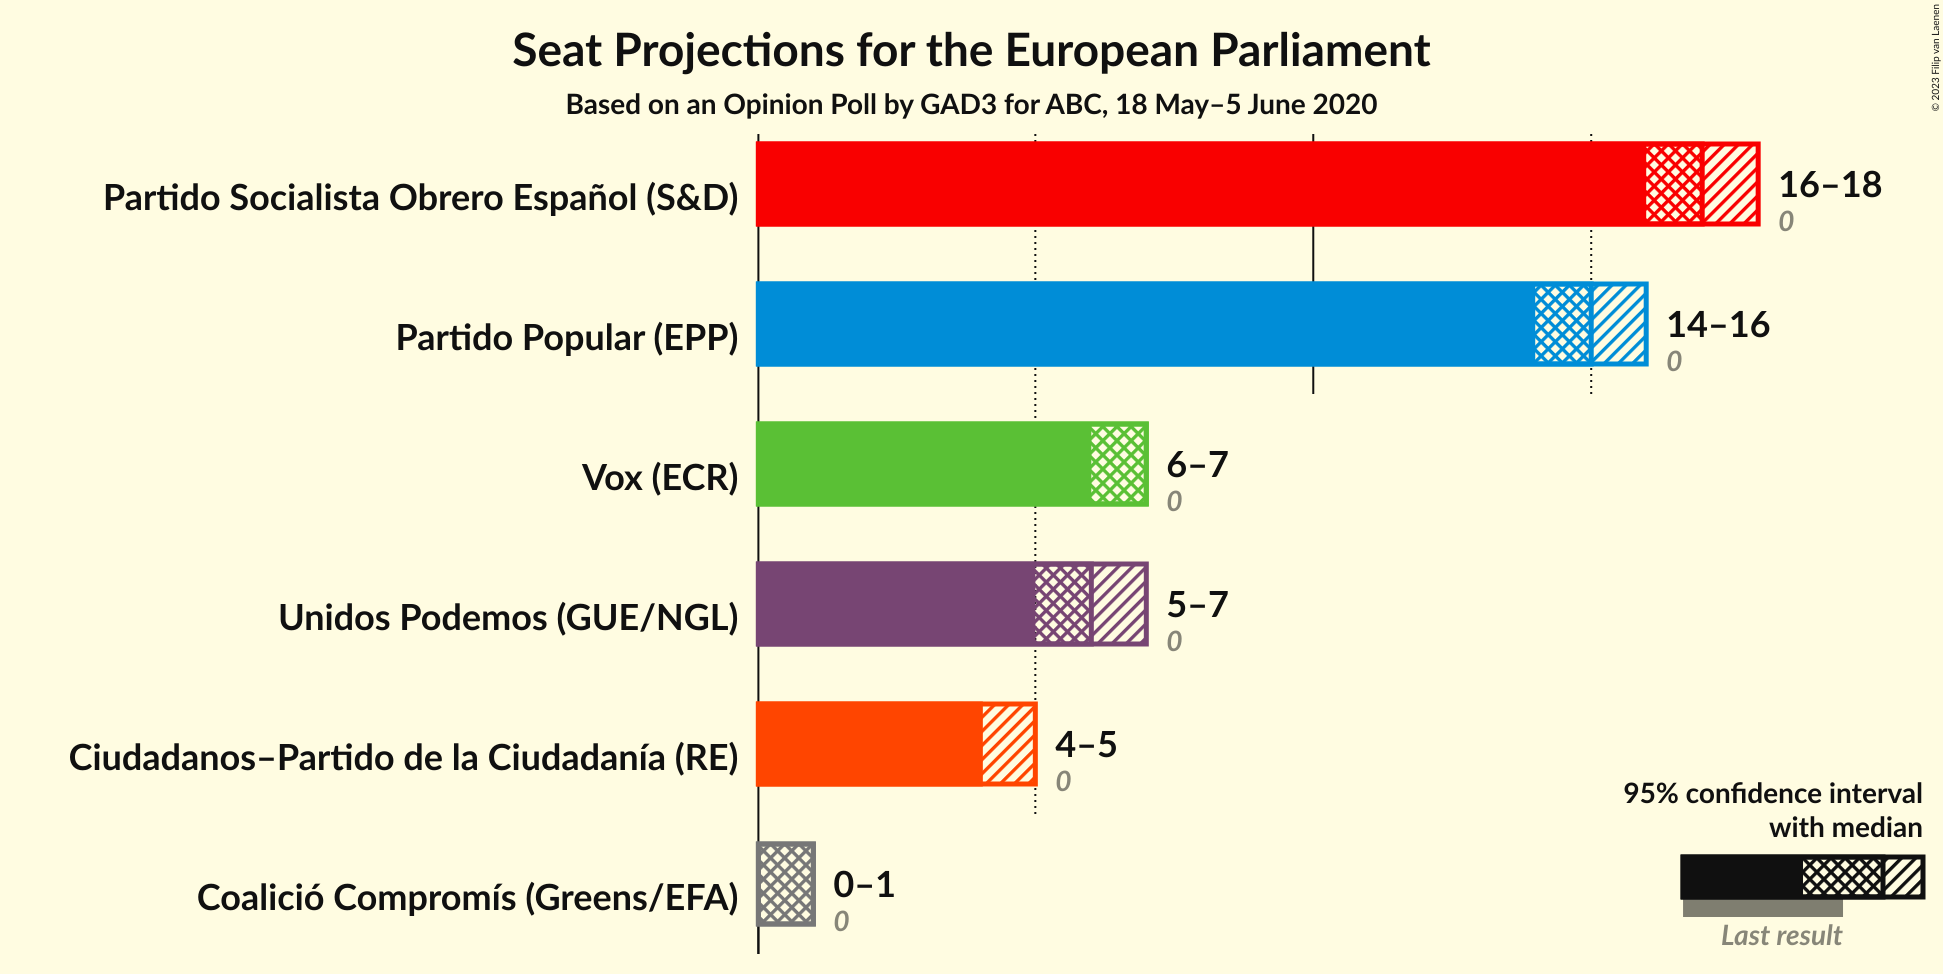 Seat Projections for the European Parliament
Based on an Opinion Poll by GAD3 for ABC, 18 May–5 June 2020
© 2023 Filip van Laenen
Partido Socialista Obrero Español (S&D)
16–18
0
Partido Popular (EPP)
14–16
0
Vox (ECR)
6–7
0
Unidos Podemos (GUE/NGL)
5–7
0
Ciudadanos–Partido de la Ciudadanía (RE)
4–5
0
Coalició Compromís (Greens/EFA)
0–1
0
95% confidence interval
with median
Last result